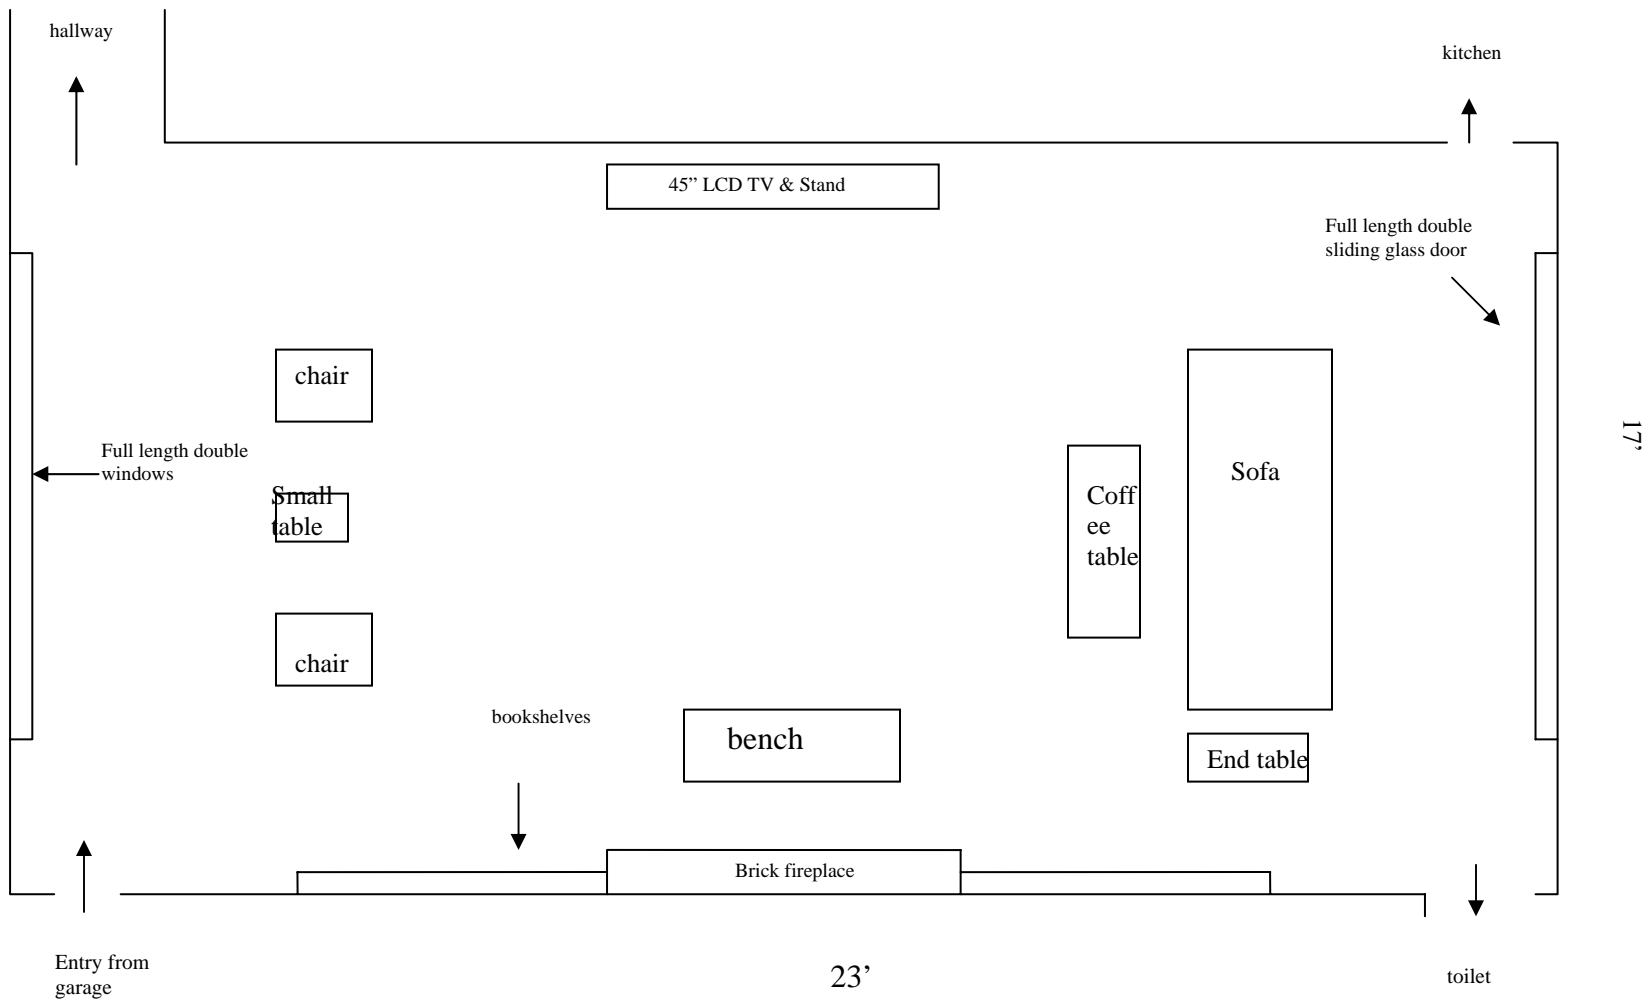 hallway
kitchen
45” LCD TV & Stand
Full length double
sliding glass door
chair
17’
Full length double
windows
Sofa
Small
table
Coff
ee
table
chair
bookshelves
bench
End table
Brick fireplace
Entry from
garage
23’
toilet